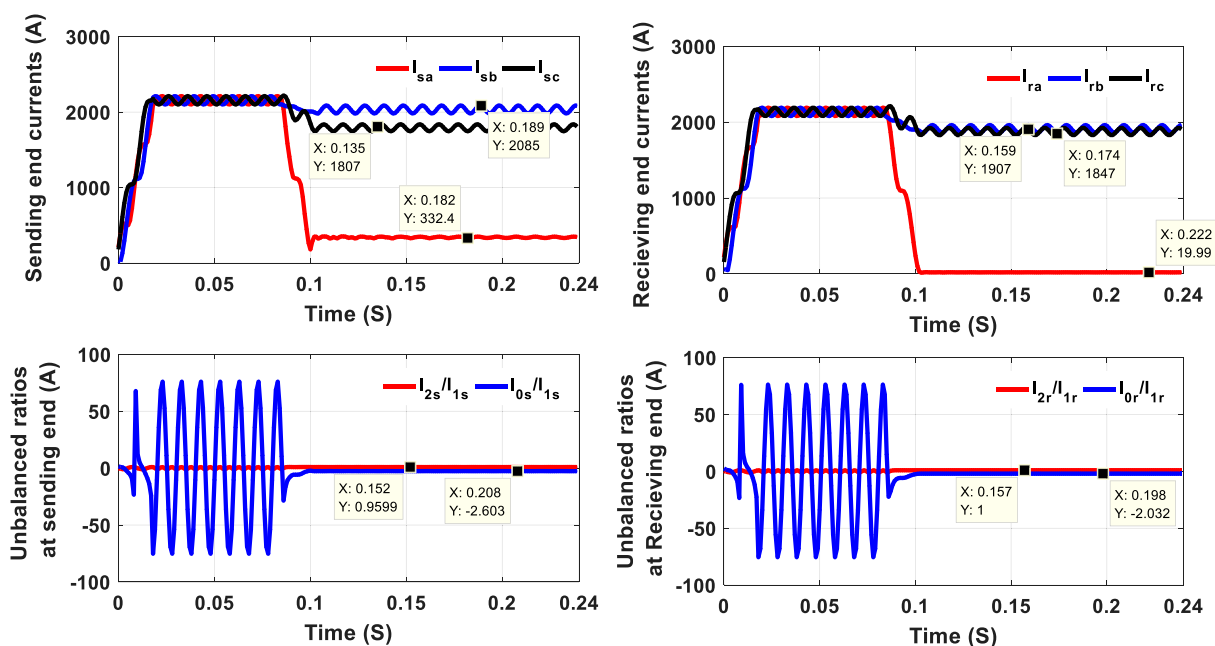 Sending end currents (A)
3000
2000
1000
0
I_sa I_sb I_sc
X: 0.135
Y: 1807
X: 0.189
Y: 2085
X: 0.182
Y: 332.4
0 0.05 0.1 0.15 0.2 0.24
Time (S)
Recieving end currents (A)
3000
2000
1000
0
I_ra I_rb I_rc
X: 0.159
Y: 1907
X: 0.174
Y: 1847
X: 0.222
Y: 19.99
0 0.05 0.1 0.15 0.2 0.24
Time (S)
Unbalanced ratios
at sending end (A)
100
50
0
-50
-100
I_2s/I_1s I_0s/I_1s
X: 0.152
Y: 0.9599
X: 0.208
Y: -2.603
0 0.05 0.1 0.15 0.2 0.24
Time (S)
Unbalanced ratios
at Recieving end (A)
100
50
0
-50
-100
I_2r/I_1r I_0r/I_1r
X: 0.157
Y: 1
X: 0.198
Y: -2.032
0 0.05 0.1 0.15 0.2 0.24
Time (S)